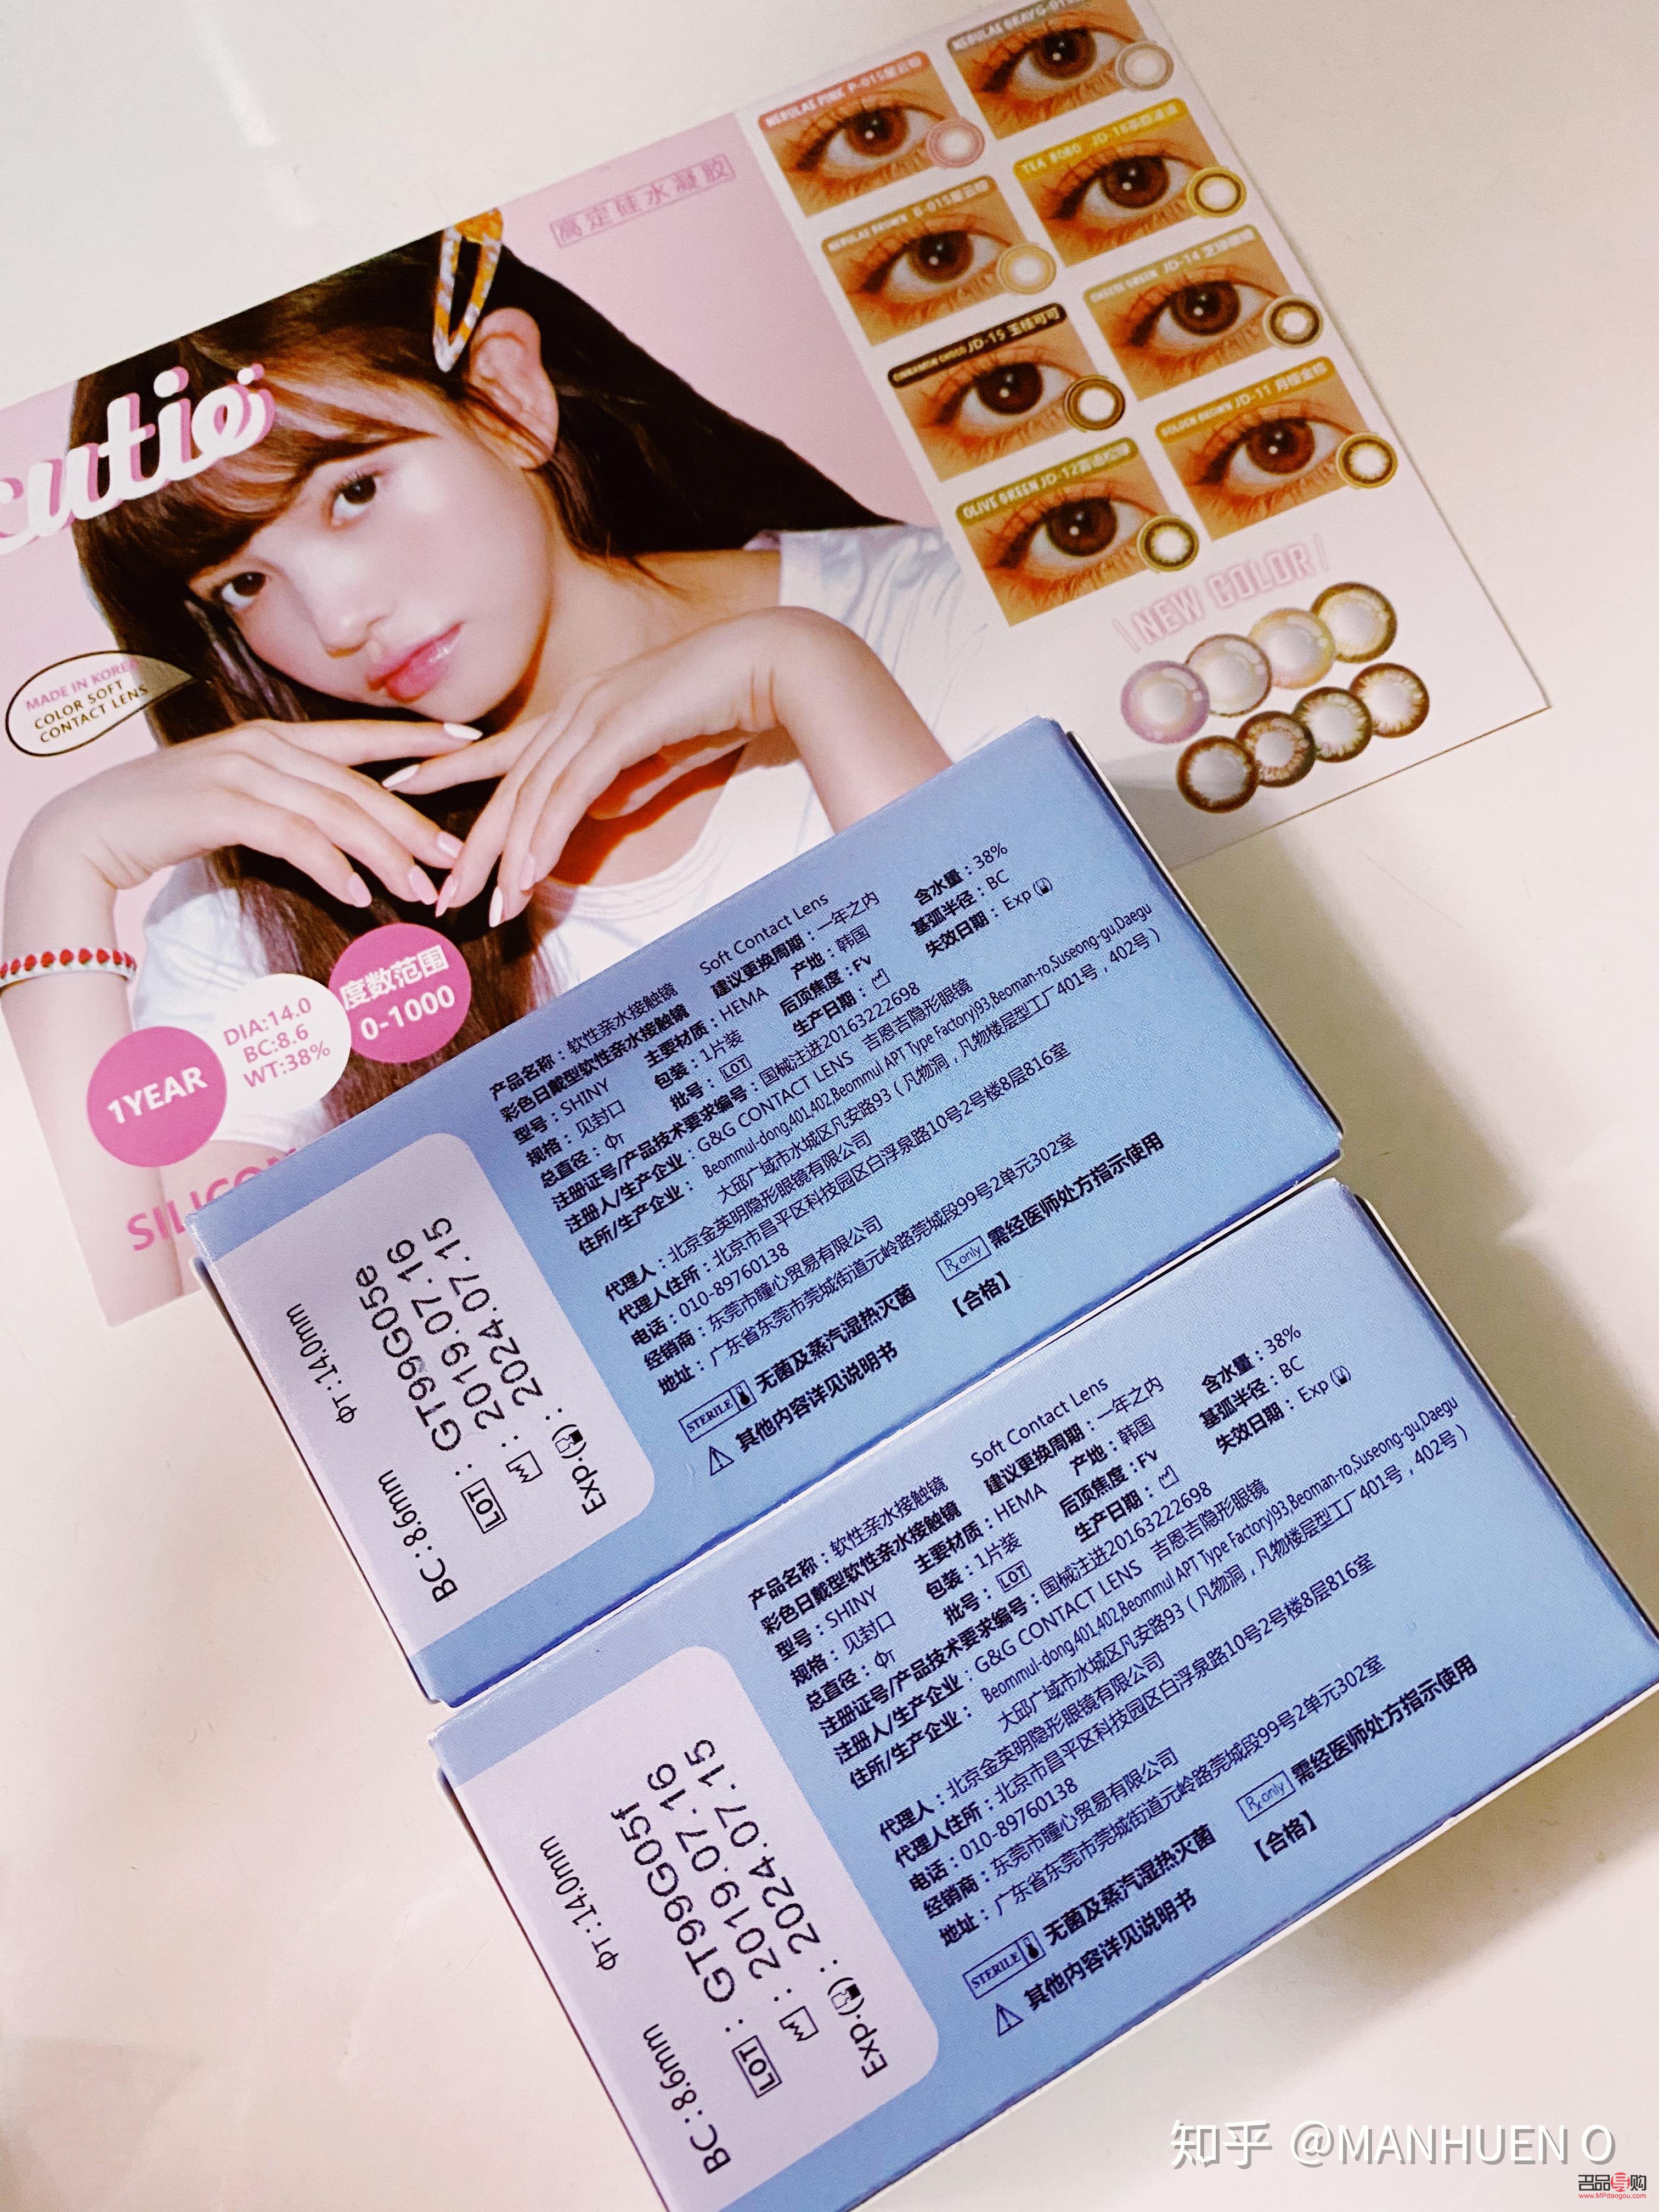 高定硅水凝胶
cutie
MADE IN KOREA
COLOR SOFT
CONTACT LENS
NEBULAE PINK P-015星云粉
NEBULAE GRAY G-015
NEBULAE BROWN B-015星云棕
TEA BOBO JD-16
CHEESE GREEN JD-14
CINNAMON CHOCO JD-15
OLIVE GREEN JD-12
GOLDEN BROWN JD-11
NEW COLOR
度数范围
0-1000
DIA:14.0
BC:8.6
WT:38%
1YEAR
产品名称：软性亲水接触镜 Soft Contact Lens
彩色日戴型软性亲水接触镜 建议更换周期：一年之内 含水量：38%
型号：SHINY 主要材质：HEMA 产地：韩国 基弧半径：BC
规格：见封口 包装：1片装 后顶焦度：Fv 失效日期：Exp
总直径：ΦT 批号：LOT 生产日期：
注册证号/产品技术要求编号：国械注进20163222698
注册人/生产企业：G&G CONTACT LENS 吉恩吉隐形眼镜
住所/生产企业：Beommul-dong,401,402,Beommul APT Type Factory)93,Beoman-ro,Suseong-gu,Daegu
大邱广域市水城区凡安路93（凡物洞，凡物楼层型工厂401号，402号）
代理人：北京金英明隐形眼镜有限公司
代理人住所：北京市昌平区科技园区白浮泉路10号2号楼8层816室
电话：010-89760138
经销商：东莞市瞳心贸易有限公司
地址：广东省东莞市莞城街道元岭路莞城段99号2单元302室
STERILE 无菌及蒸汽湿热灭菌 Rx only 需经医师处方指示使用
⚠ 其他内容详见说明书 【合格】
BC:8.6mm ΦT:14.0mm
LOT : GT99G05e
: 2019.07.16
Exp.( ): 2024.07.15
产品名称：软性亲水接触镜 Soft Contact Lens
彩色日戴型软性亲水接触镜 建议更换周期：一年之内 含水量：38%
型号：SHINY 主要材质：HEMA 产地：韩国 基弧半径：BC
规格：见封口 包装：1片装 后顶焦度：Fv 失效日期：Exp
总直径：ΦT 批号：LOT 生产日期：
注册证号/产品技术要求编号：国械注进20163222698
注册人/生产企业：G&G CONTACT LENS 吉恩吉隐形眼镜
住所/生产企业：Beommul-dong,401,402,Beommul APT Type Factory)93,Beoman-ro,Suseong-gu,Daegu
大邱广域市水城区凡安路93（凡物洞，凡物楼层型工厂401号，402号）
代理人：北京金英明隐形眼镜有限公司
代理人住所：北京市昌平区科技园区白浮泉路10号2号楼8层816室
电话：010-89760138
经销商：东莞市瞳心贸易有限公司
地址：广东省东莞市莞城街道元岭路莞城段99号2单元302室
STERILE 无菌及蒸汽湿热灭菌 Rx only 需经医师处方指示使用
⚠ 其他内容详见说明书 【合格】
BC:8.6mm ΦT:14.0mm
LOT : GT99G05f
: 2019.07.16
Exp.( ): 2024.07.15
知乎 @MANHUEN O
名品导购
www.MPdaogou.com